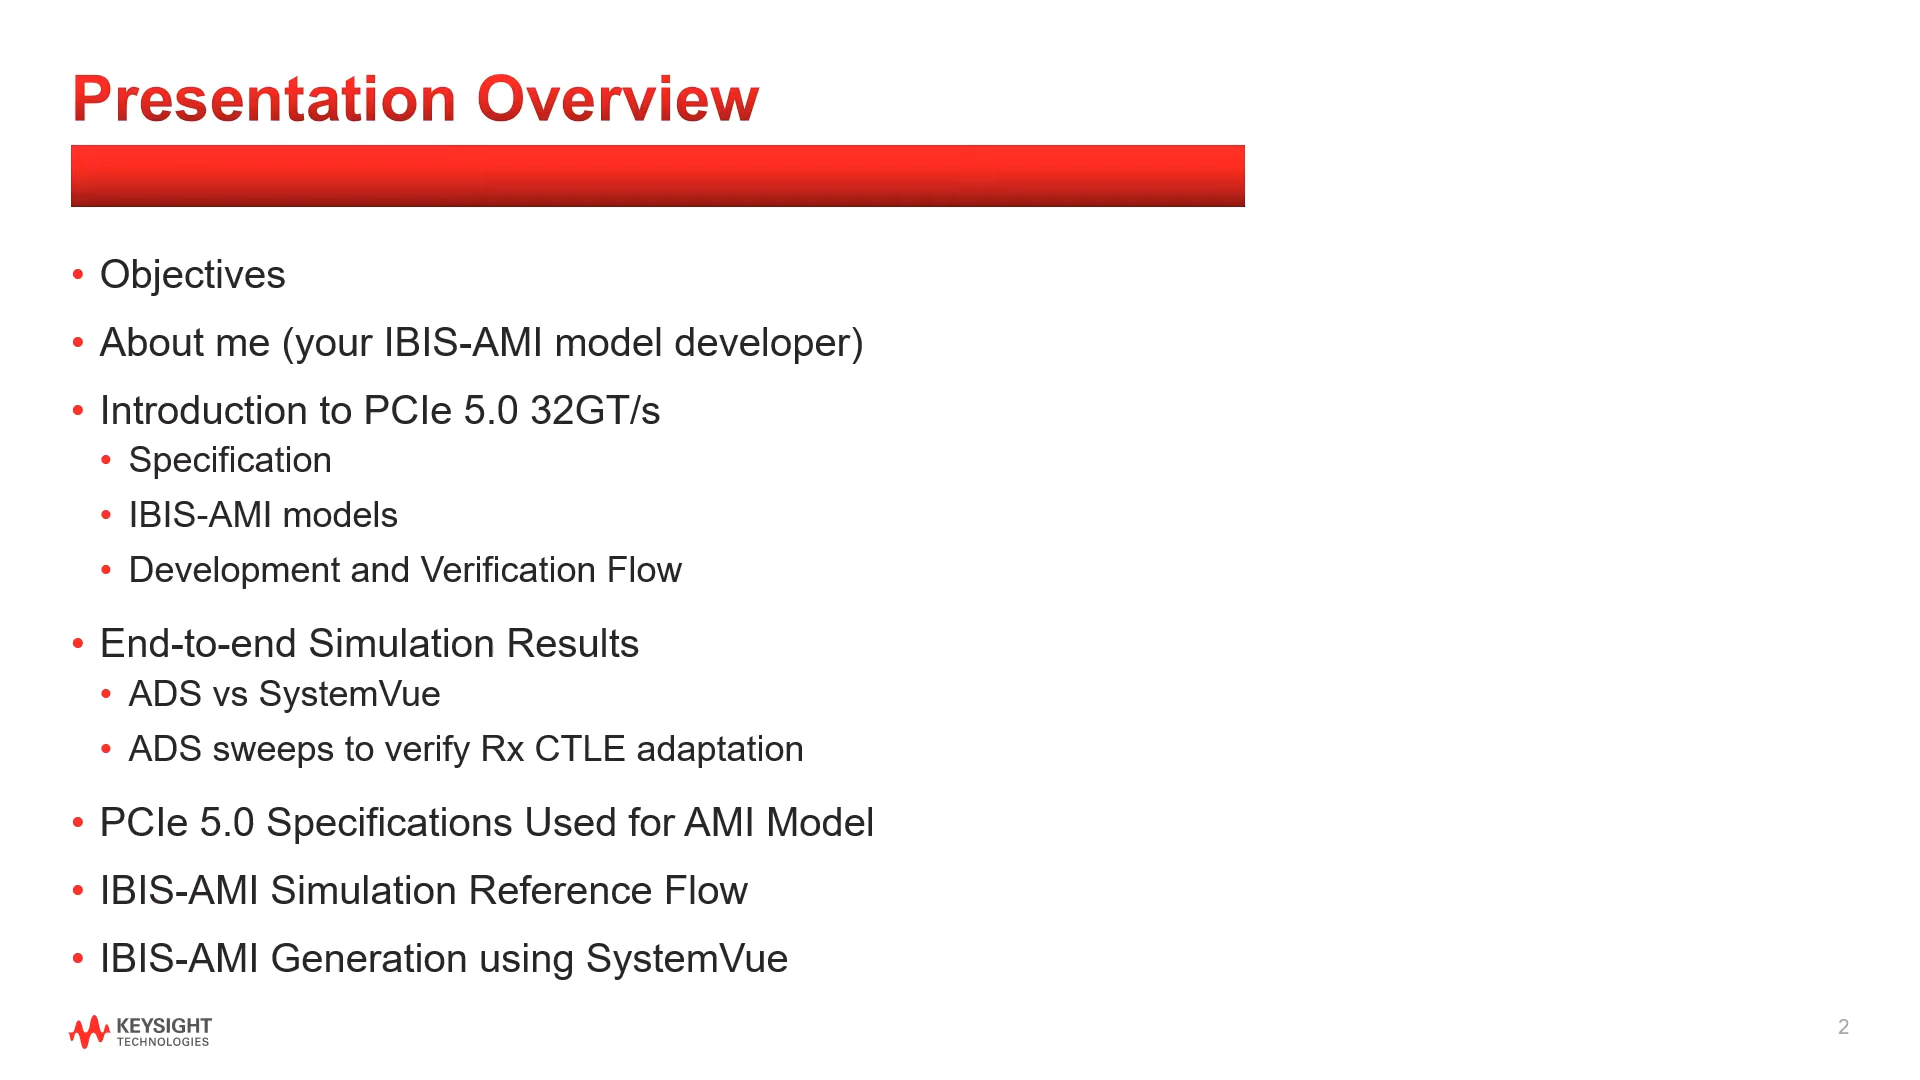 Presentation Overview
• Objectives
• About me (your IBIS-AMI model developer)
• Introduction to PCIe 5.0 32GT/s
• Specification
• IBIS-AMI models
• Development and Verification Flow
• End-to-end Simulation Results
• ADS vs SystemVue
• ADS sweeps to verify Rx CTLE adaptation
• PCIe 5.0 Specifications Used for AMI Model
• IBIS-AMI Simulation Reference Flow
• IBIS-AMI Generation using SystemVue
KEYSIGHT
TECHNOLOGIES
2